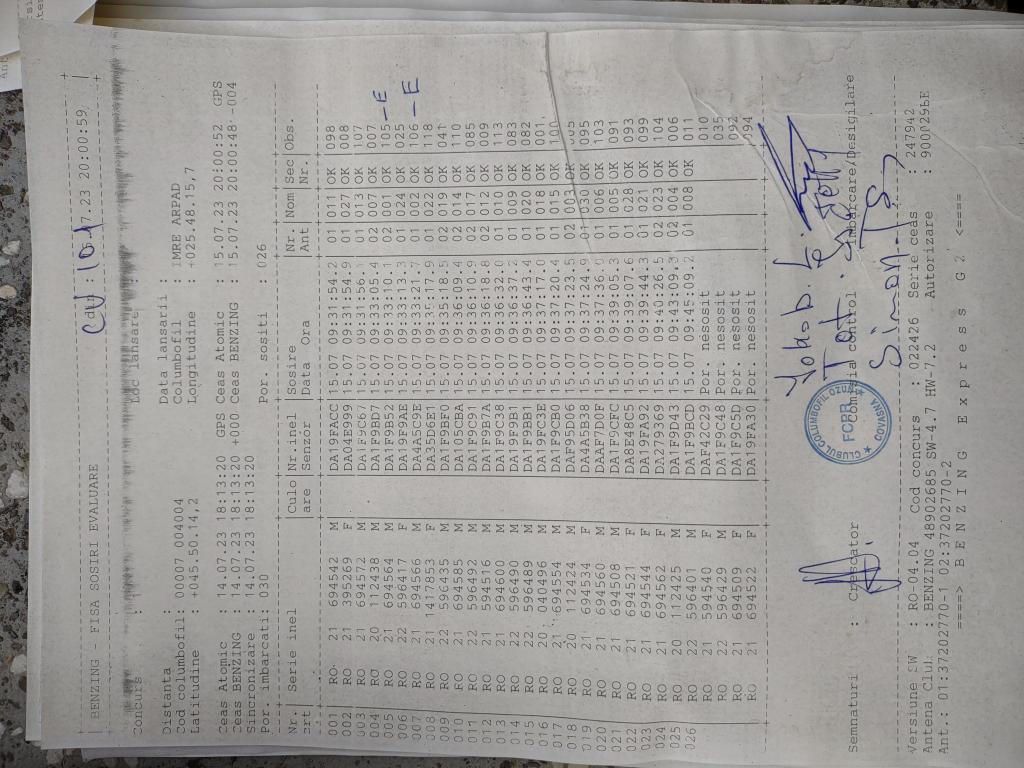 BENZING - FISA SOSIRI EVALUARE CdU: 10.07.23 20:00:59
Concurs : Loc lansare :
Distanta : Data lansarii :
Cod columbofil: 00007 004004 Columbofil : IMRE ARPAD
Latitudine : +045.50.14,2 Longitudine : +025.48.15,7
Ceas Atomic : 14.07.23 18:13:20 GPS Ceas Atomic : 15.07.23 20:00:52 GPS
Ceas BENZING : 14.07.23 18:13:20 +000 Ceas BENZING : 15.07.23 20:00:48-004
Sincronizare : 14.07.23 18:13:20
Por. imbarcati: 030 Por. sositi : 026
Nr. Serie inel Culo Nr.inel Sosire Nr. Nom Sec Obs.
crt are Senzor Data Ora Ant Nr.
001 RO 21 694542 M DA19FACC 15.07 09:31:54.2 01 011 OK 098
002 RO 22 395269 F DA04E999 15.07 09:31:54.9 01 027 OK 008
003 RO 21 694572 M DA1F9C67 15.07 09:31:56.1 01 013 OK 107
004 RO 20 112436 M DA1F9BD7 15.07 09:33:05.4 02 007 OK 007
005 RO 21 694564 M DA1F9B52 15.07 09:33:10.4 02 001 OK 105 -E
006 RO 22 596417 F DA19FFAE 15.07 09:33:13.3 01 024 OK 025
007 RO 21 694566 M DA4A5C9E 15.07 09:33:21.7 01 002 OK 106 -E
008 RO 21 1417853 F DA35D6E1 15.07 09:35:17.9 01 022 OK 118
009 RO 22 596435 M DA1F9BF0 15.07 09:35:18.5 02 019 OK 041
010 RO 21 694585 M DA105CBA 15.07 09:36:09.4 02 014 OK 110
011 RO 22 596492 M DA1F9C91 15.07 09:36:10.4 02 017 OK 085
012 RO 21 694516 M DA1F9B7A 15.07 09:36:18.8 02 012 OK 009
013 RO 21 694600 M DA1F9C38 15.07 09:36:32.0 01 010 OK 113
014 RO 22 596490 M DA19F9B1 15.07 09:36:37.2 01 009 OK 083
015 RO 22 596489 M DA1F9BB1 15.07 09:36:43.4 01 020 OK 082
016 RO 20 040496 M DA19FC3E 15.07 09:37:17.0 01 018 OK 001
017 RO 21 694554 M DA1F9CB0 15.07 09:37:19.2 01 015 OK 100
018 RO 20 112424 M DAF95D06 15.07 09:37:23.5 02 003 OK 005
019 RO 21 694534 F DA4A5B38 15.07 09:37:24.9 01 030 OK 095
020 RO 21 694560 M DAAF7D0F 15.07 09:37:36.0 01 006 OK 103
021 RO 21 694508 M DA19FCFC 15.07 09:39:05.3 01 005 OK 091
022 RO 21 694521 F DA8E48CD 15.07 09:39:07.6 01 028 OK 093
023 RO 21 694544 F DA19FA92 15.07 09:39:44.3 01 021 OK 099
024 RO 21 694562 F DA279369 15.07 09:40:26.5 02 023 OK 104
025 RO 20 112425 M DA1F9D43 15.07 09:43:09.3 02 004 OK 006
026 RO 22 596401 M DA1F9BCD 15.07 09:45:09.2 01 008 OK 011
RO 21 594540 F DAF42C29 Por. nesosit 010
RO 22 596429 M DA1F9C48 Por. nesosit 035
RO 21 694509 F DA1F9C5D Por. nesosit 092
RO 21 694522 F DA19FA30 Por. nesosit 094
CLUBUL COLUMBOFIL OZUN
FCPR
COVASNA
Semnaturi : Crescator Comisia control Imbarcare/Desigilare
Simon-TS
Versiune FW : RO-04.04 Cod concurs : 022426 Serie ceas : 247942
Antena Club : BENZING 48902685 SW-4.7 HW-7.2 Autorizare : 90092bE
Ant.: 01:37202770-1 02:37202770-2
====> B E N Z I N G E x p r e s s G 2 <====